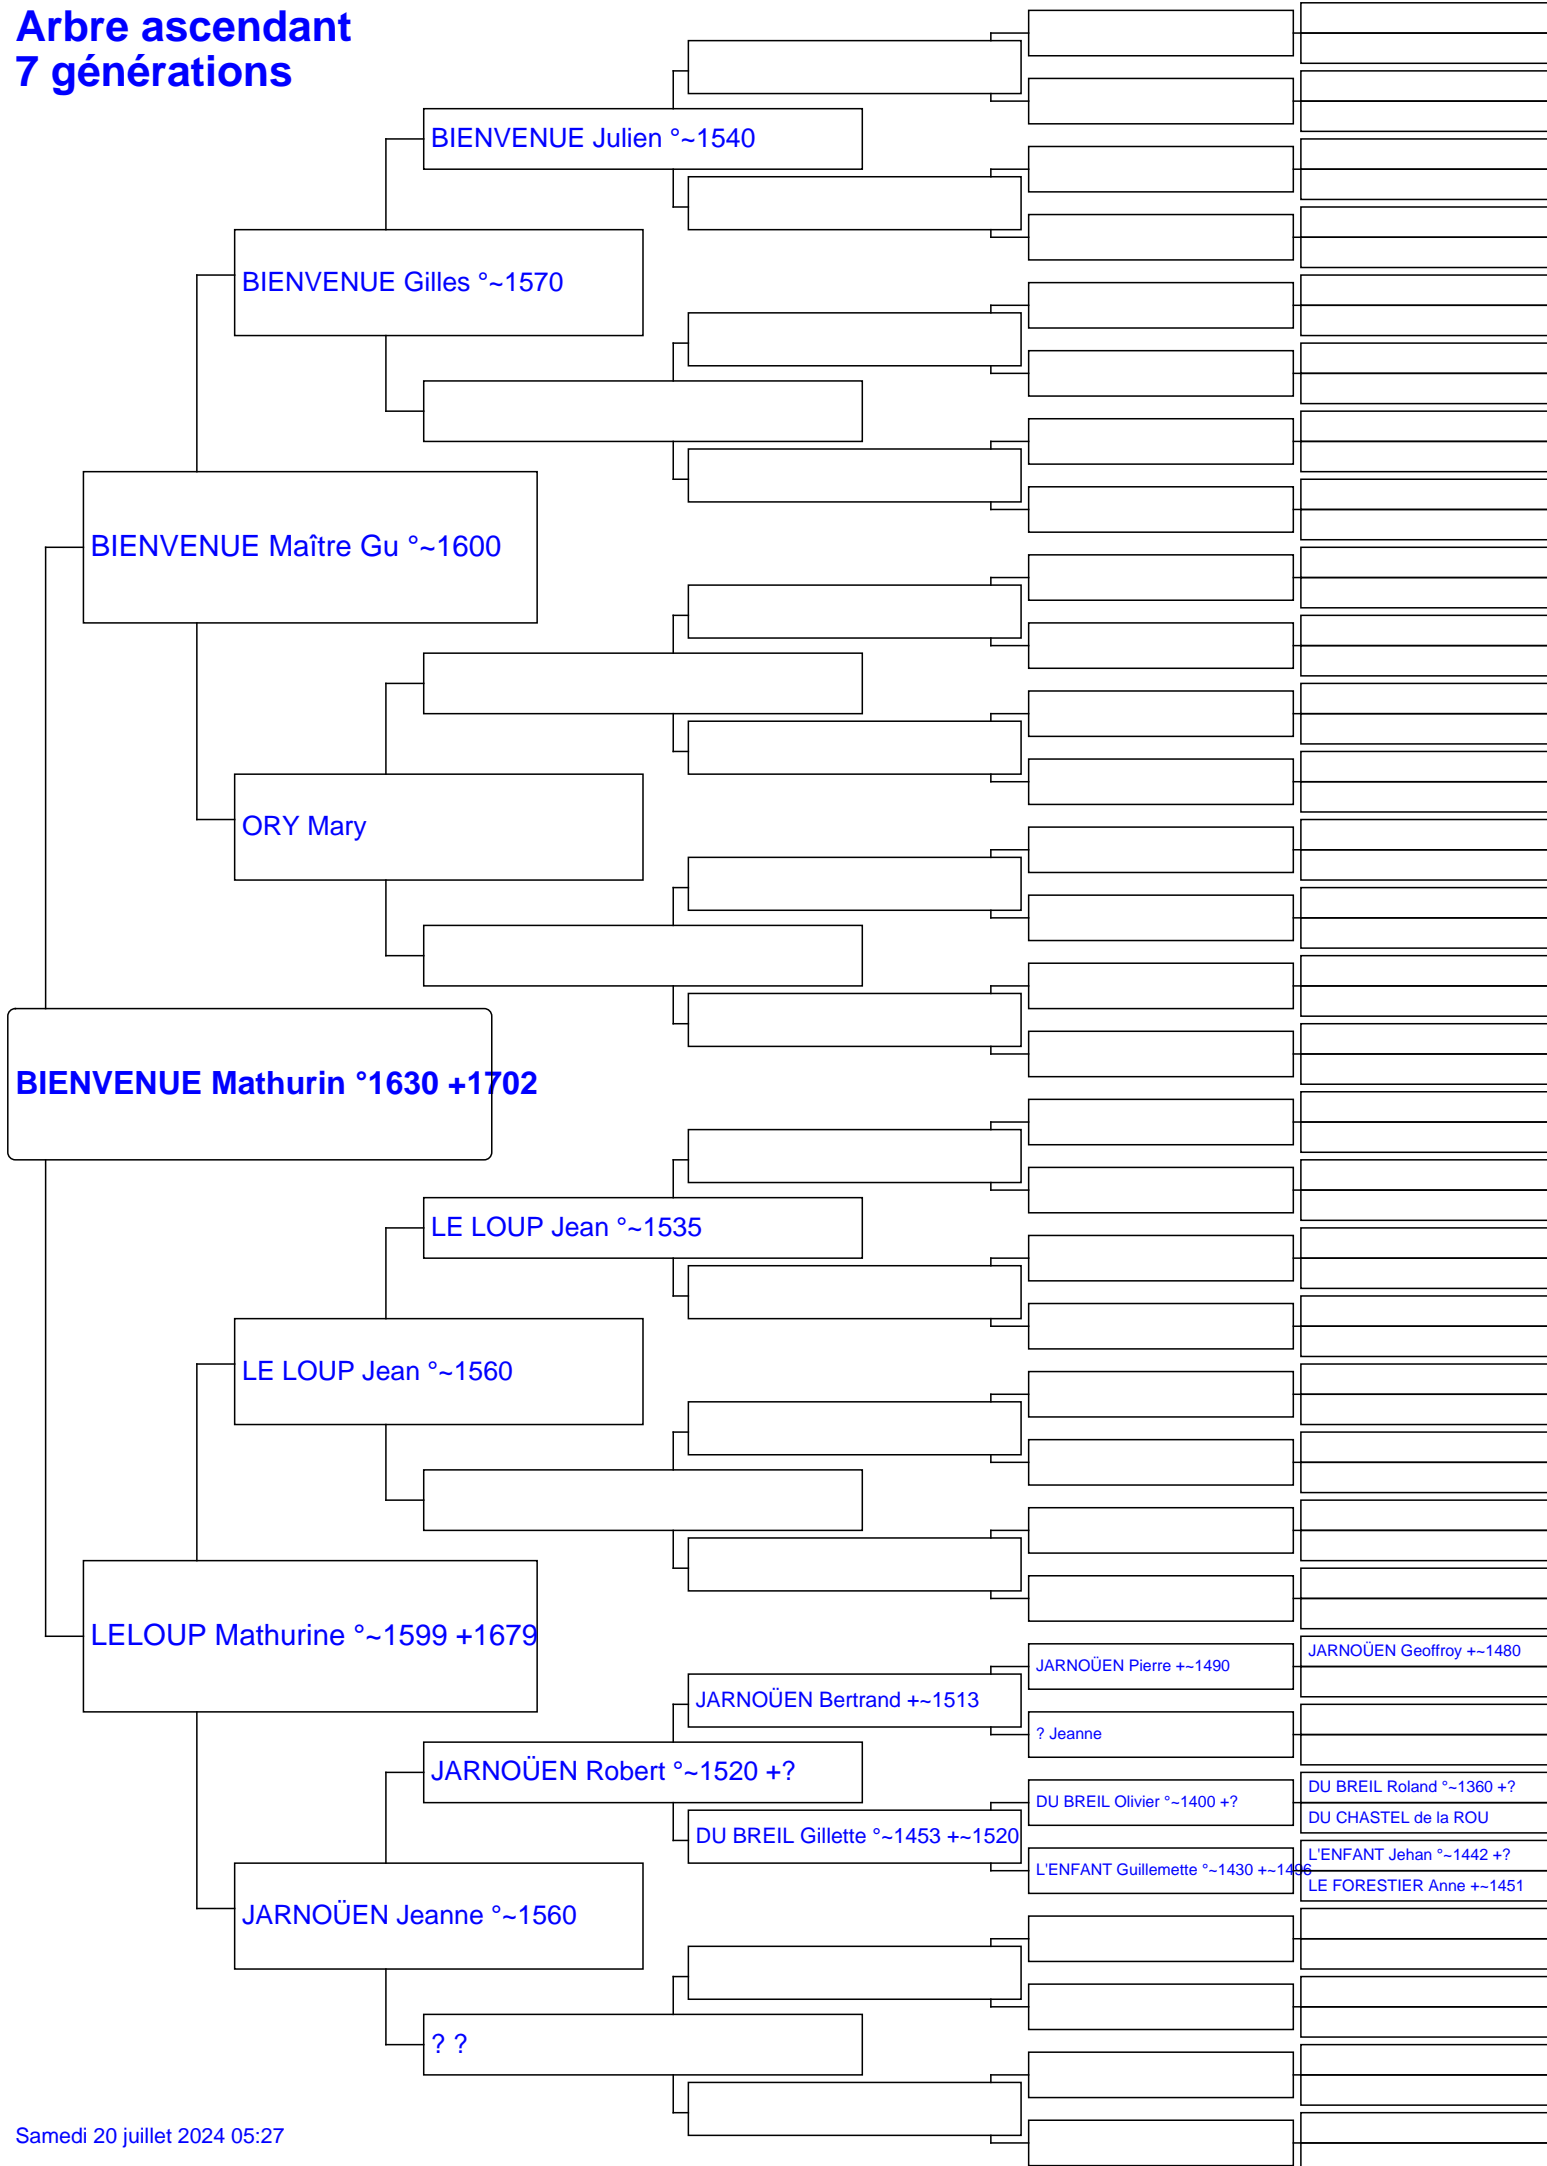 Arbre ascendant
7 générations
BIENVENUE Julien °~1540
BIENVENUE Gilles °~1570
BIENVENUE Maître Gu °~1600
ORY Mary
BIENVENUE Mathurin °1630 +1702
LE LOUP Jean °~1535
LE LOUP Jean °~1560
LELOUP Mathurine °~1599 +1679
JARNOÜEN Geoffroy +~1480
JARNOÜEN Pierre +~1490
JARNOÜEN Bertrand +~1513
? Jeanne
JARNOÜEN Robert °~1520 +?
DU BREIL Roland °~1360 +?
DU BREIL Olivier °~1400 +?
DU CHASTEL de la ROU
DU BREIL Gillette °~1453 +~1520
L'ENFANT Jehan °~1442 +?
L'ENFANT Guillemette °~1430 +~1496
LE FORESTIER Anne +~1451
JARNOÜEN Jeanne °~1560
? ?
Samedi 20 juillet 2024 05:27